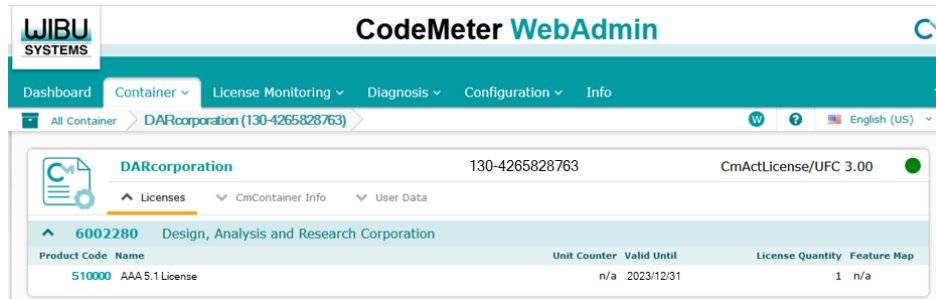 WIBU
SYSTEMS
CodeMeter WebAdmin
Dashboard Container License Monitoring Diagnosis Configuration Info
All Container DARcorporation (130-4265828763) W ? English (US)
DARcorporation 130-4265828763 CmActLicense/UFC 3.00
Licenses CmContainer Info User Data
6002280 Design, Analysis and Research Corporation
Product Code Name Unit Counter Valid Until License Quantity Feature Map
510000 AAA 5.1 License n/a 2023/12/31 1 n/a